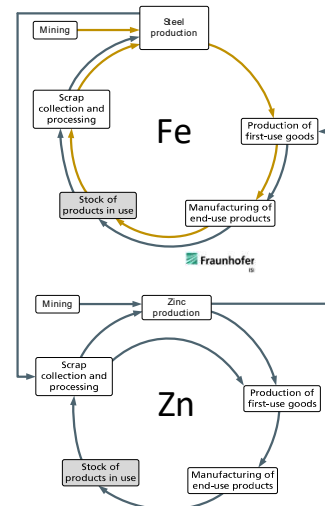 Steel
production
Mining
Scrap
collection and
processing
Fe
Production of
first-use goods
Stock of
products in use
Manufacturing of
end-use products
Fraunhofer
ISI
Mining
Zinc
production
Scrap
collection and
processing
Zn
Production of
first-use goods
Stock of
products in use
Manufacturing of
end-use products